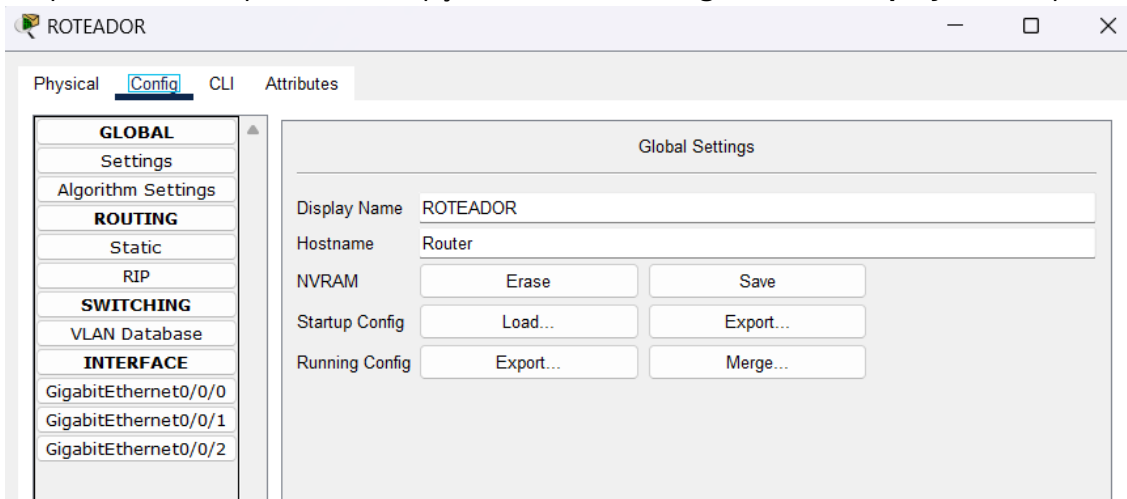 ROTEADOR
Physical Config CLI Attributes
GLOBAL
Settings
Algorithm Settings
ROUTING
Static
RIP
SWITCHING
VLAN Database
INTERFACE
GigabitEthernet0/0/0
GigabitEthernet0/0/1
GigabitEthernet0/0/2
Global Settings
Display Name ROTEADOR
Hostname Router
NVRAM Erase Save
Startup Config Load... Export...
Running Config Export... Merge...